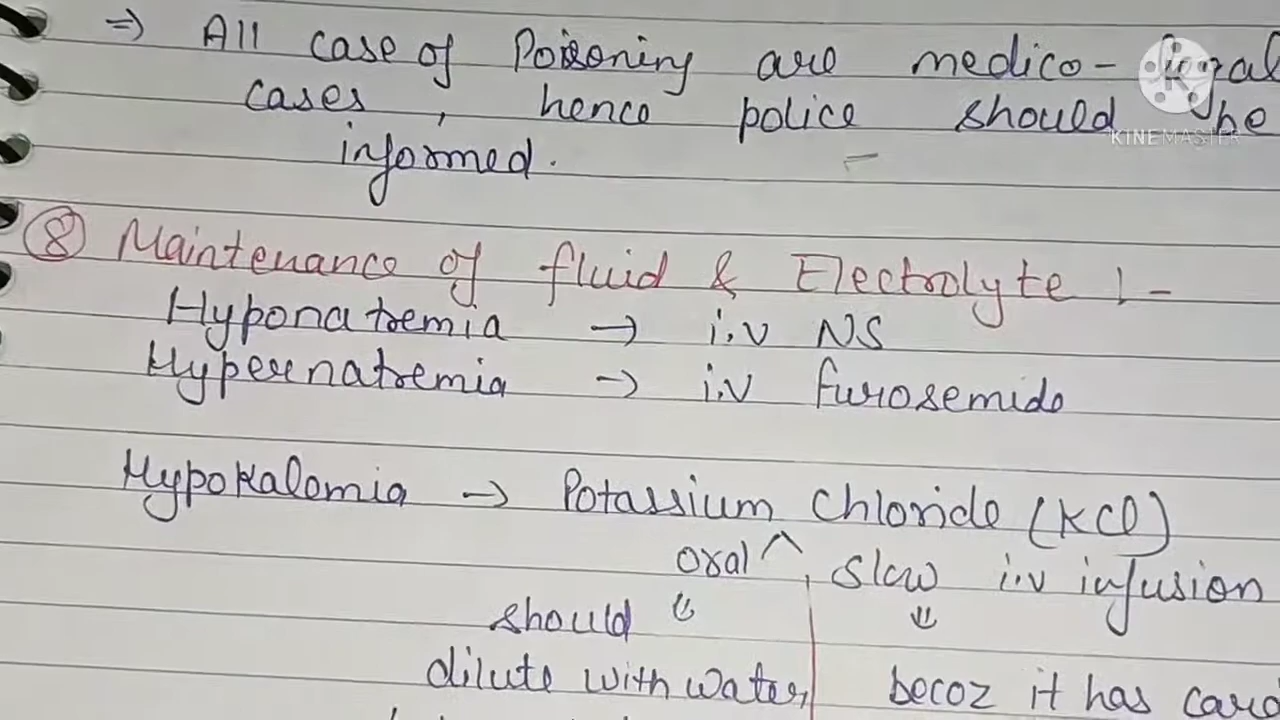 ⇒ All case of Poisoning are medico-legal
cases, hence police should be
informed.
KINEMASTER
⑧ Maintenance of fluid & Electrolyte :-
Hyponatremia → i.v NS
Hypernatremia → i.v furosemide
Hypokalemia → Potassium Chloride (KCl)
oral ^, slow i.v infusion
should ⇓ ⇓
dilute with water, becoz it has card